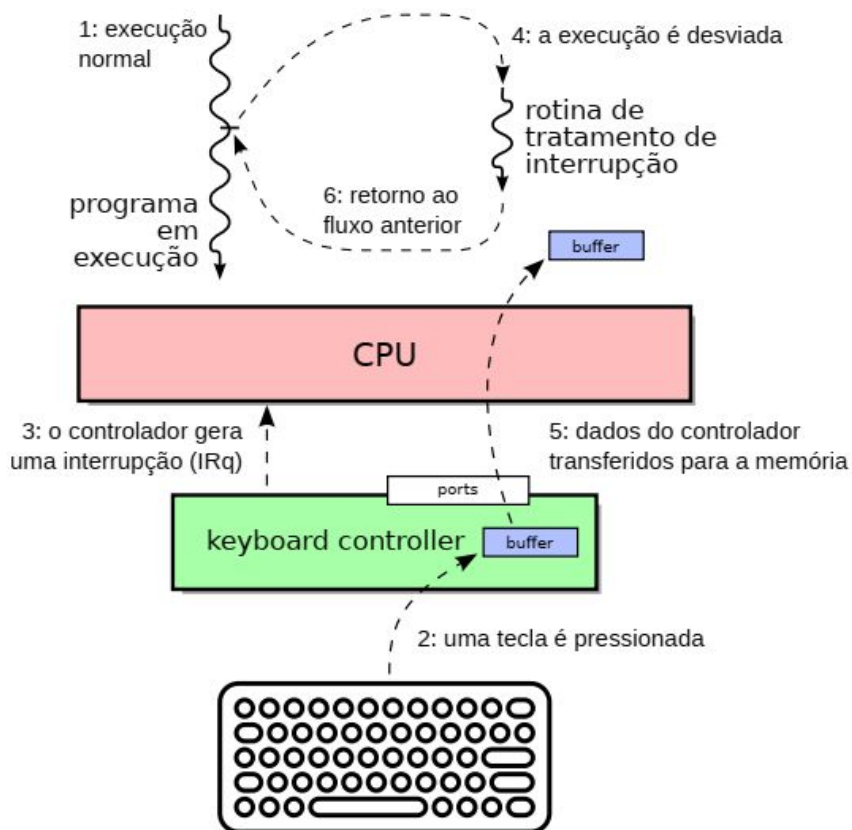 1: execução
normal
4: a execução é desviada
rotina de
tratamento de
interrupção
6: retorno ao
fluxo anterior
programa
em
execução
buffer
CPU
3: o controlador gera
uma interrupção (IRq)
5: dados do controlador
transferidos para a memória
ports
keyboard controller
buffer
2: uma tecla é pressionada